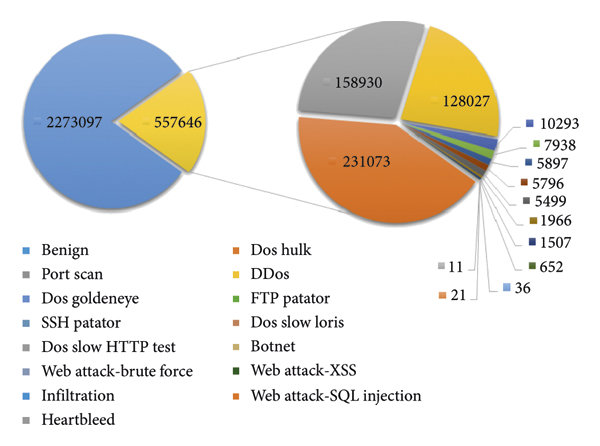 2273097
557646
158930
128027
231073
10293
7938
5897
5796
5499
1966
1507
652
36
11
21
Benign
Dos hulk
Port scan
DDos
Dos goldeneye
FTP patator
SSH patator
Dos slow loris
Dos slow HTTP test
Botnet
Web attack-brute force
Web attack-XSS
Infiltration
Web attack-SQL injection
Heartbleed